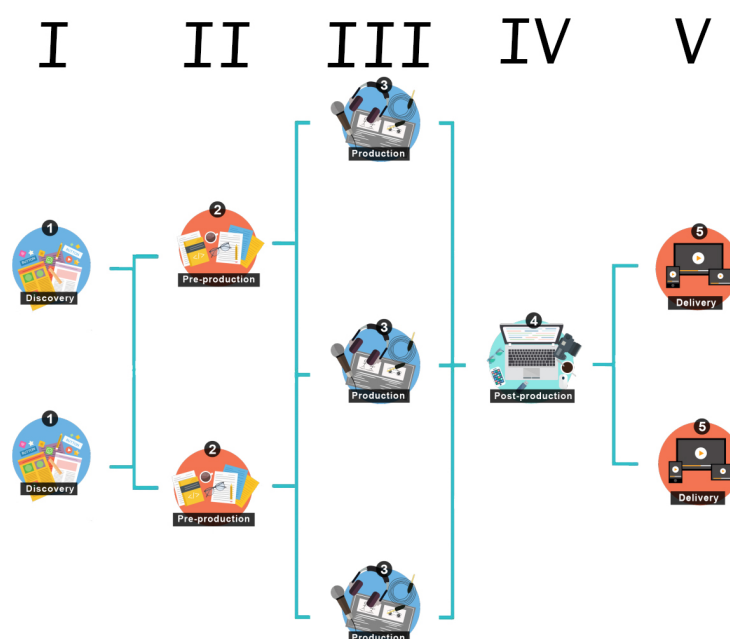 I II III IV V
3
Production
1
Discovery
2
Pre-production
5
Delivery
3
Production
4
Post-production
1
Discovery
2
Pre-production
5
Delivery
3
Production